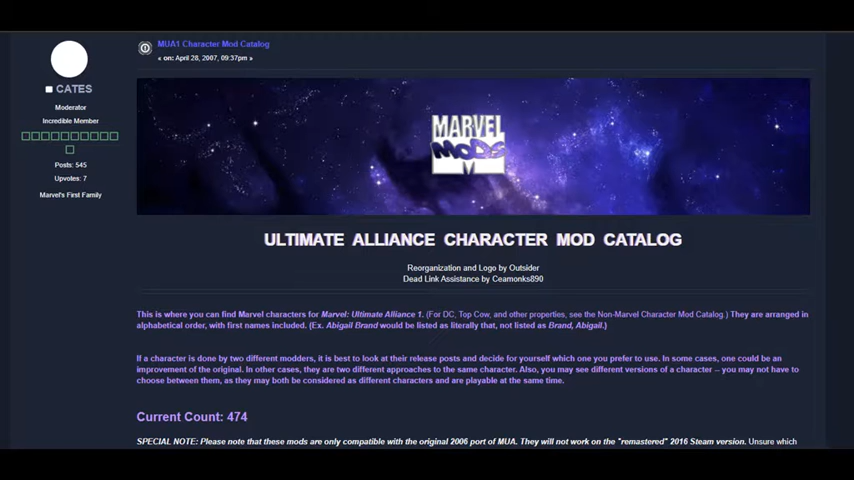 MUA1 Character Mod Catalog
« on: April 28, 2007, 09:37pm »
CATES
Moderator
Incredible Member
Posts: 545
Upvotes: 7
Marvel's First Family
MARVEL
MODS
M
ULTIMATE ALLIANCE CHARACTER MOD CATALOG
Reorganization and Logo by Outsider
Dead Link Assistance by Ceamonks890
This is where you can find Marvel characters for Marvel: Ultimate Alliance 1. (For DC, Top Cow, and other properties, see the Non-Marvel Character Mod Catalog.) They are arranged in
alphabetical order, with first names included. (Ex. Abigail Brand would be listed as literally that, not listed as Brand, Abigail.)
If a character is done by two different modders, it is best to look at their release posts and decide for yourself which one you prefer to use. In some cases, one could be an
improvement of the original. In other cases, they are two different approaches to the same character. Also, you may see different versions of a character -- you may not have to
choose between them, as they may both be considered as different characters and are playable at the same time.
Current Count: 474
SPECIAL NOTE: Please note that these mods are only compatible with the original 2006 port of MUA. They will not work on the "remastered" 2016 Steam version. Unsure which